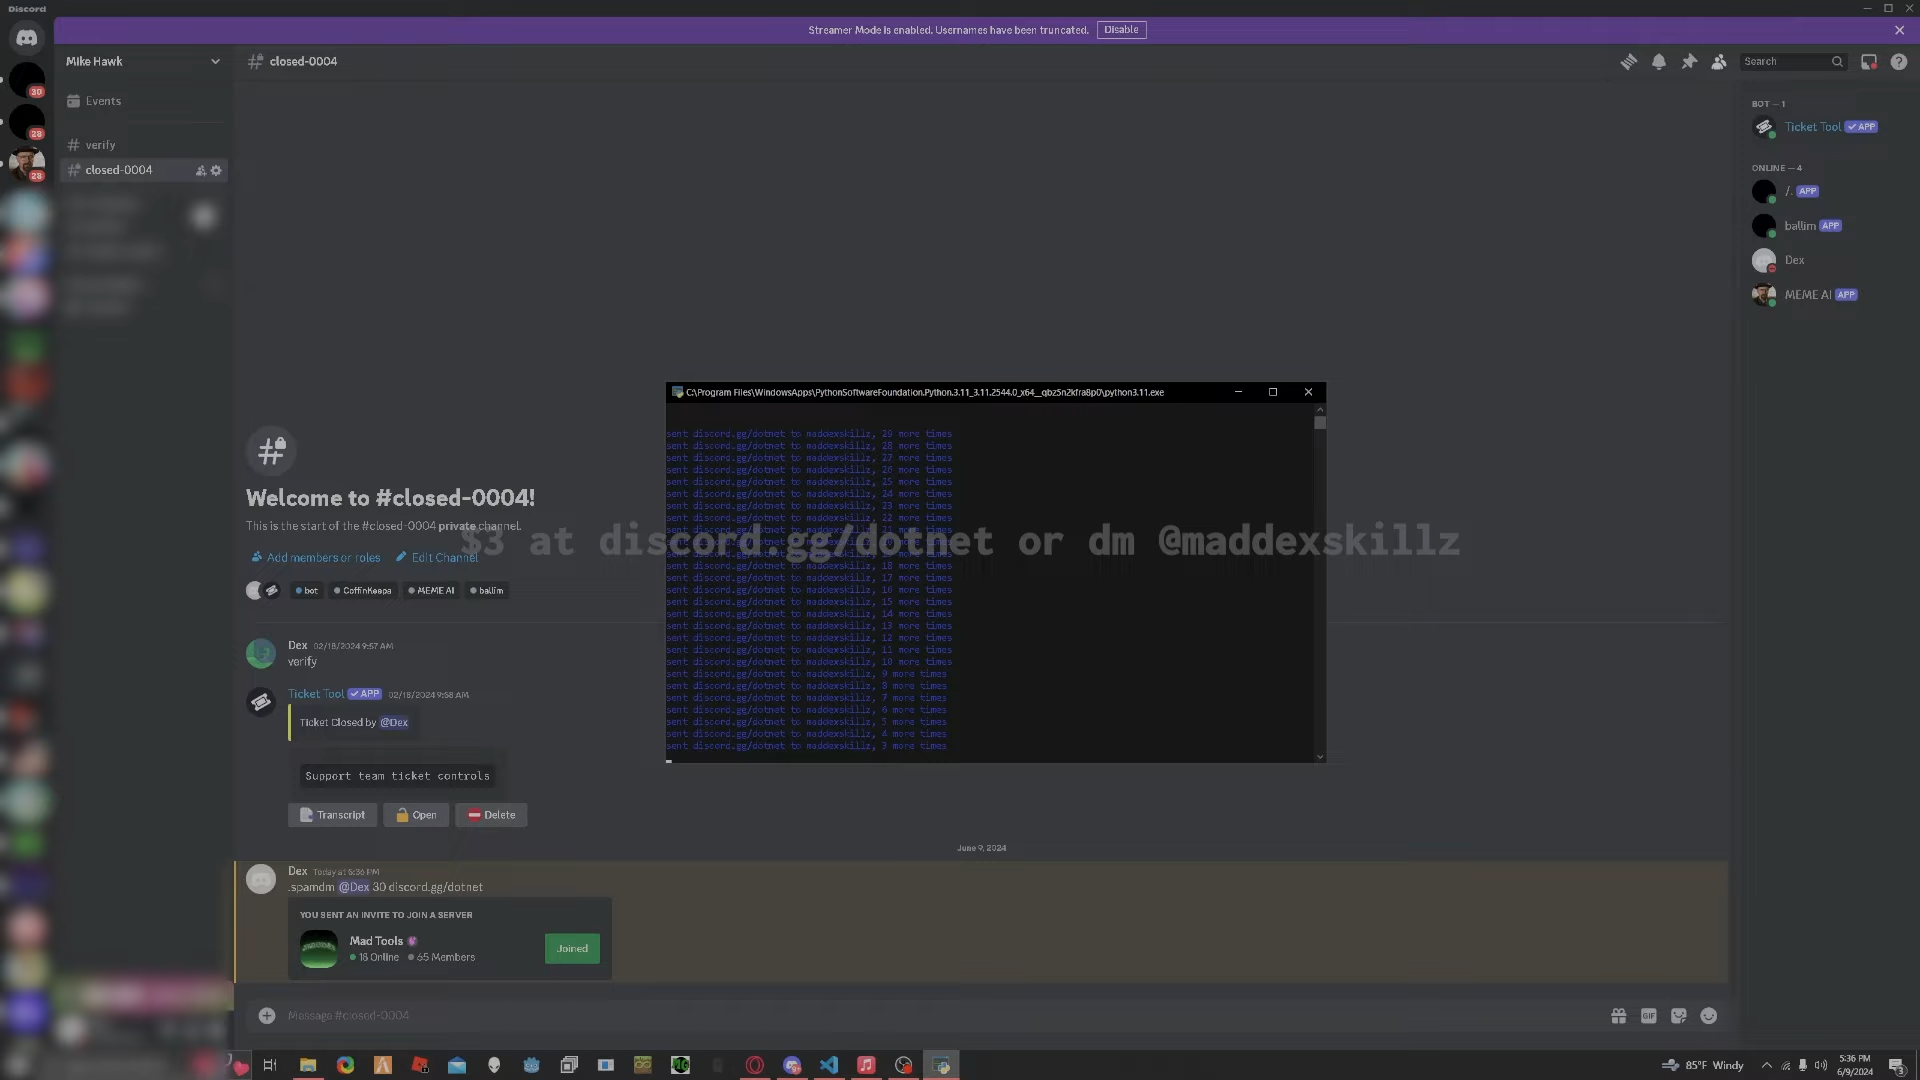 Discord
Streamer Mode is enabled. Usernames have been truncated.
Disable
Mike Hawk
closed-0004
Search
Events
verify
closed-0004
30
28
28
BOT — 1
Ticket Tool APP
ONLINE — 4
/. APP
ballim APP
Dex
MEME AI APP
C:\Program Files\WindowsApps\PythonSoftwareFoundation.Python.3.11_3.11.2544.0_x64__qbz5n2kfra8p0\python3.11.exe
sent discord.gg/dotnet to maddexskillz, 29 more times
sent discord.gg/dotnet to maddexskillz, 28 more times
sent discord.gg/dotnet to maddexskillz, 27 more times
sent discord.gg/dotnet to maddexskillz, 26 more times
sent discord.gg/dotnet to maddexskillz, 25 more times
sent discord.gg/dotnet to maddexskillz, 24 more times
sent discord.gg/dotnet to maddexskillz, 23 more times
sent discord.gg/dotnet to maddexskillz, 22 more times
sent discord.gg/dotnet to maddexskillz, 21 more times
$3 at discord.gg/dotnet or dm @maddexskillz
sent discord.gg/dotnet to maddexskillz, 18 more times
sent discord.gg/dotnet to maddexskillz, 17 more times
sent discord.gg/dotnet to maddexskillz, 16 more times
sent discord.gg/dotnet to maddexskillz, 15 more times
sent discord.gg/dotnet to maddexskillz, 14 more times
sent discord.gg/dotnet to maddexskillz, 13 more times
sent discord.gg/dotnet to maddexskillz, 12 more times
sent discord.gg/dotnet to maddexskillz, 11 more times
sent discord.gg/dotnet to maddexskillz, 10 more times
sent discord.gg/dotnet to maddexskillz, 9 more times
sent discord.gg/dotnet to maddexskillz, 8 more times
sent discord.gg/dotnet to maddexskillz, 7 more times
sent discord.gg/dotnet to maddexskillz, 6 more times
sent discord.gg/dotnet to maddexskillz, 5 more times
sent discord.gg/dotnet to maddexskillz, 4 more times
sent discord.gg/dotnet to maddexskillz, 3 more times
Welcome to #closed-0004!
This is the start of the #closed-0004 private channel.
Add members or roles
Edit Channel
bot
CoffinKeepa
MEME AI
ballim
Dex 02/18/2024 9:57 AM
verify
Ticket Tool APP 02/18/2024 9:58 AM
Ticket Closed by @Dex
Support team ticket controls
Transcript
Open
Delete
June 9, 2024
Dex Today at 5:36 PM
.spamdm @Dex 30 discord.gg/dotnet
YOU SENT AN INVITE TO JOIN A SERVER
Mad Tools
18 Online 65 Members
Joined
Message #closed-0004
GIF
85°F Windy
5:36 PM
6/9/2024
3